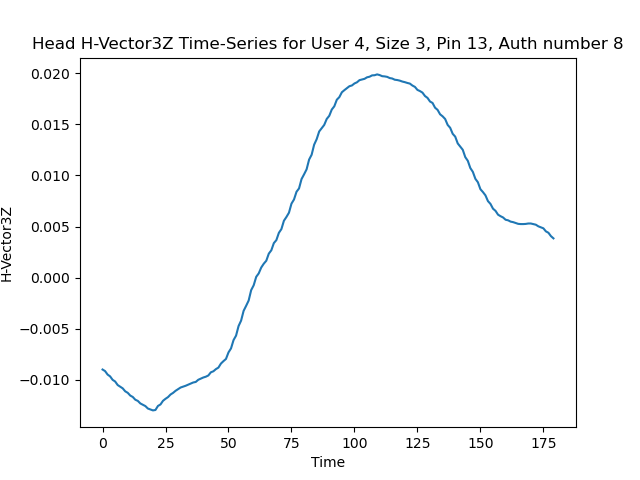 Head H-Vector3Z Time-Series for User 4, Size 3, Pin 13, Auth number 8
H-Vector3Z
0.020
0.015
0.010
0.005
0.000
−0.005
−0.010
0 25 50 75 100 125 150 175
Time